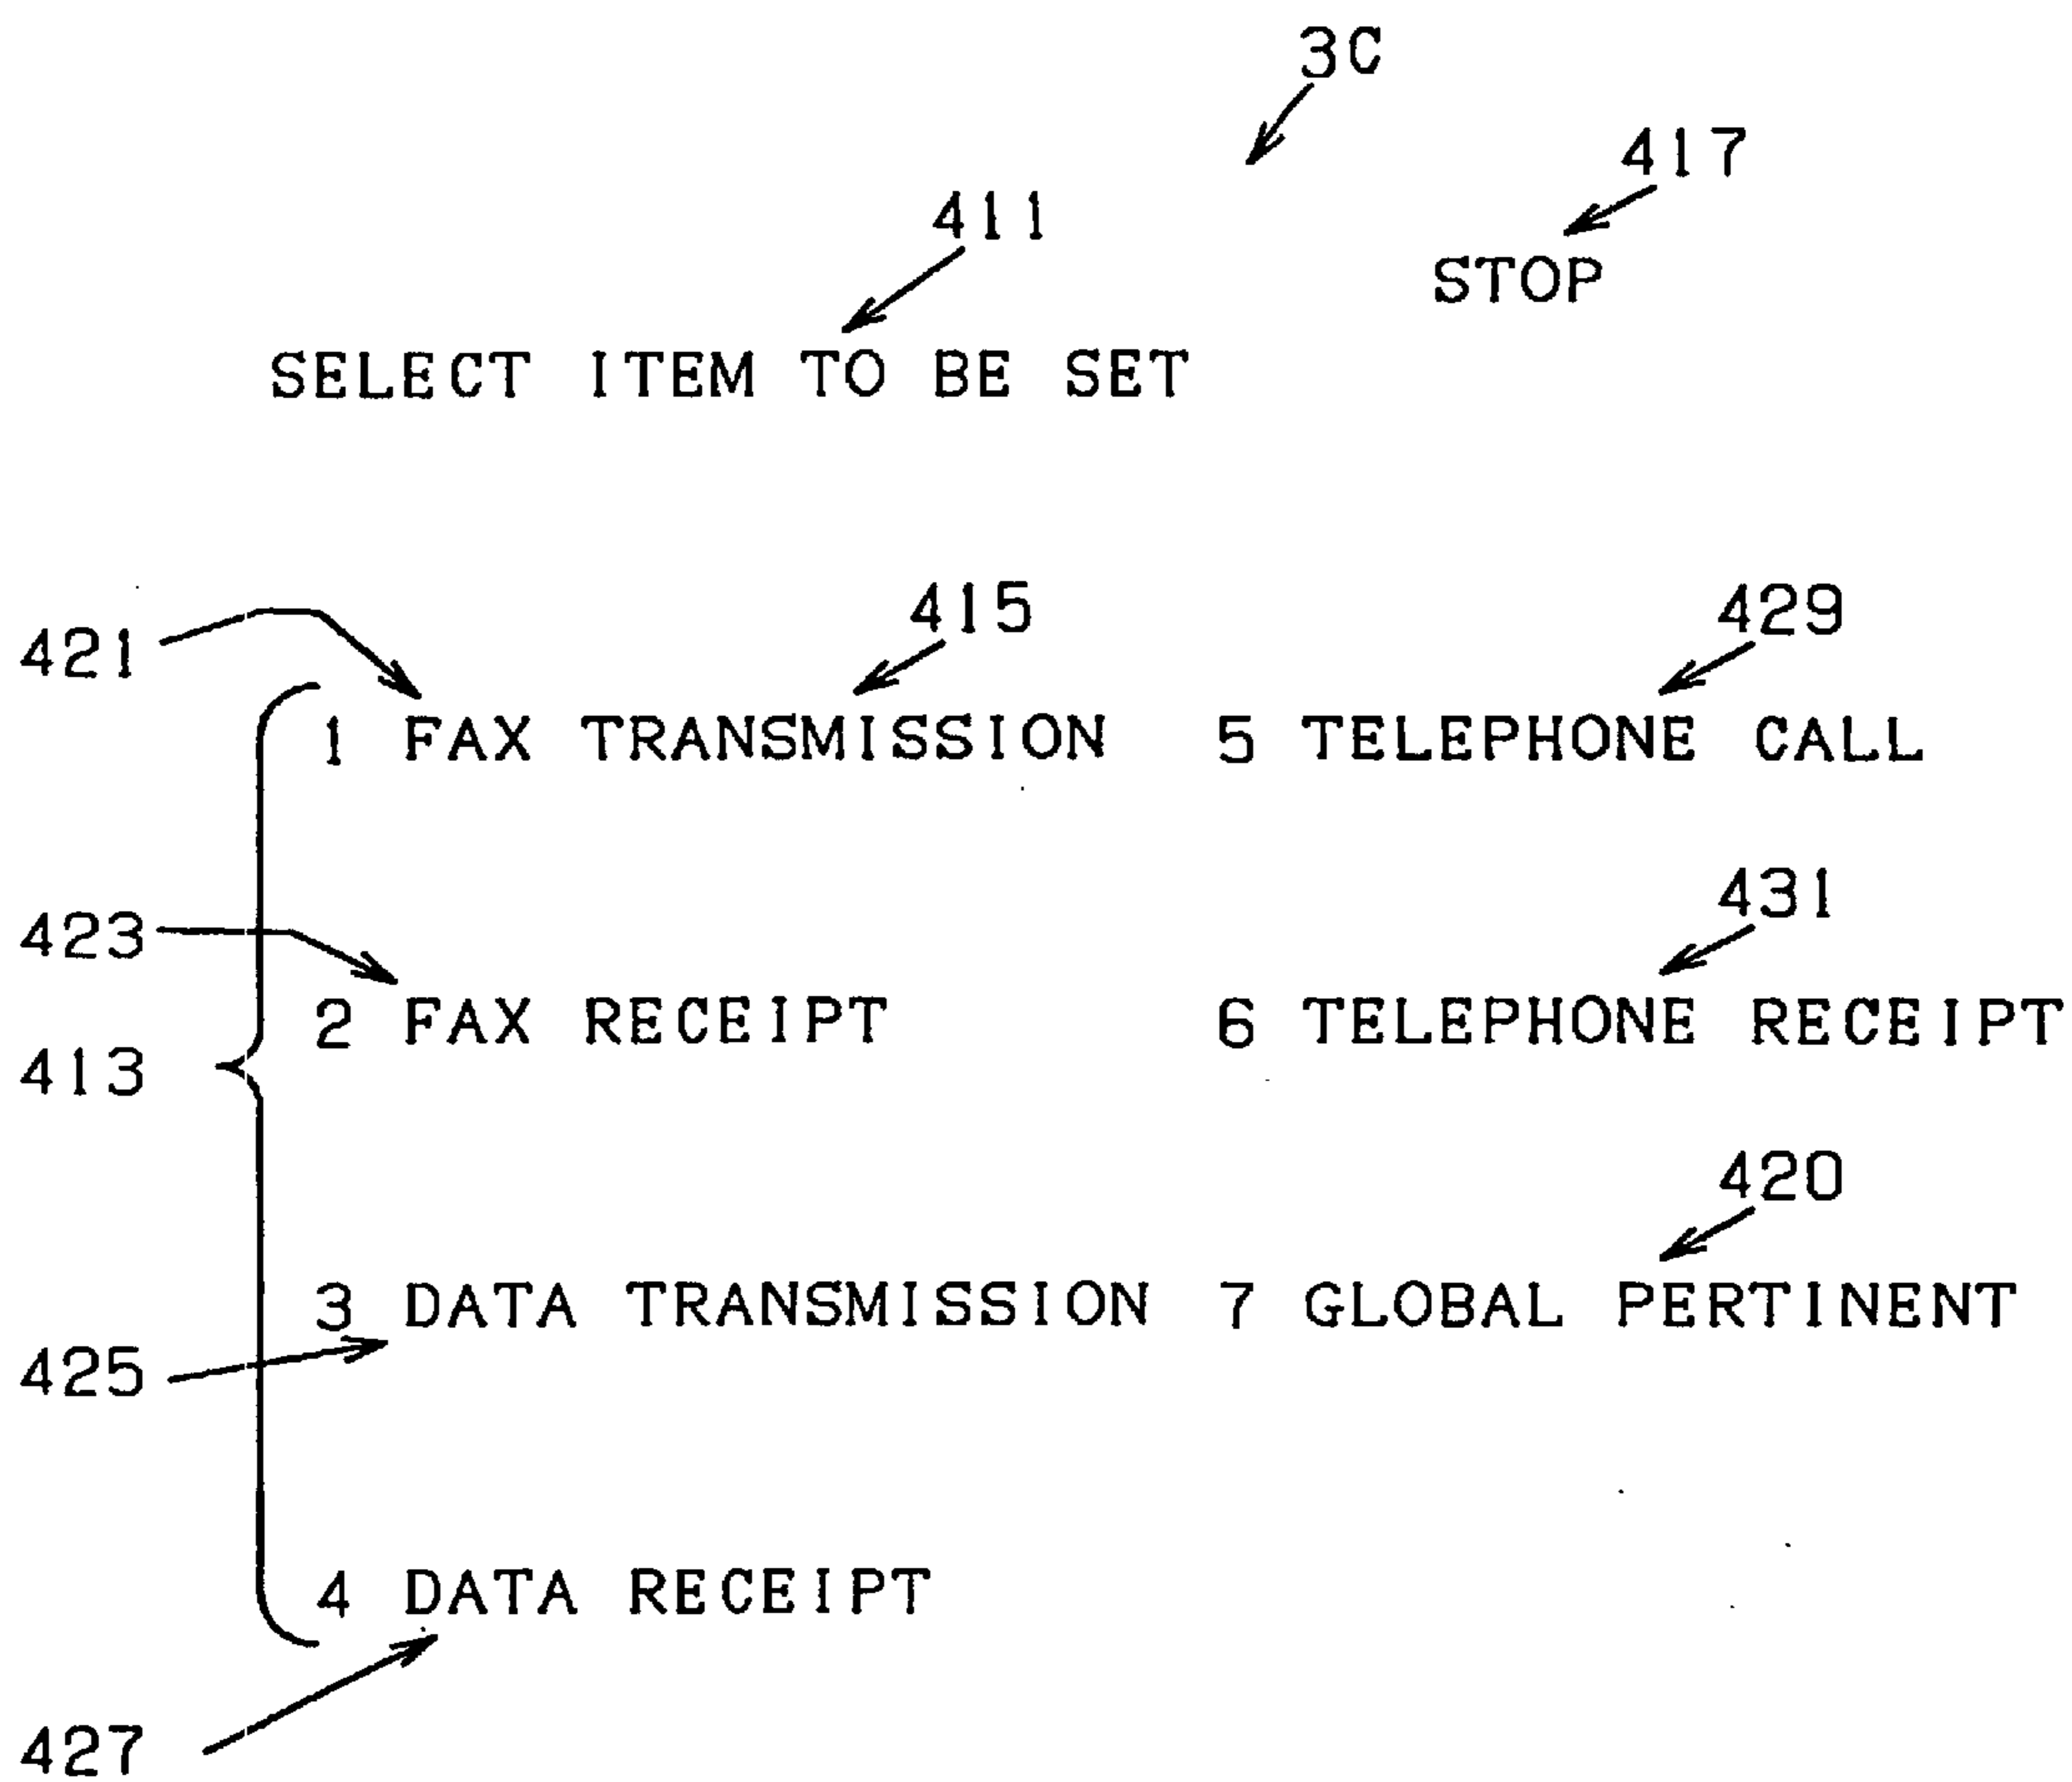 3C
417
411
STOP
SELECT ITEM TO BE SET
415
429
421
1 FAX TRANSMISSION 5 TELEPHONE CALL
431
423
2 FAX RECEIPT 6 TELEPHONE RECEIPT
413
420
3 DATA TRANSMISSION 7 GLOBAL PERTINENT
425
4 DATA RECEIPT
427